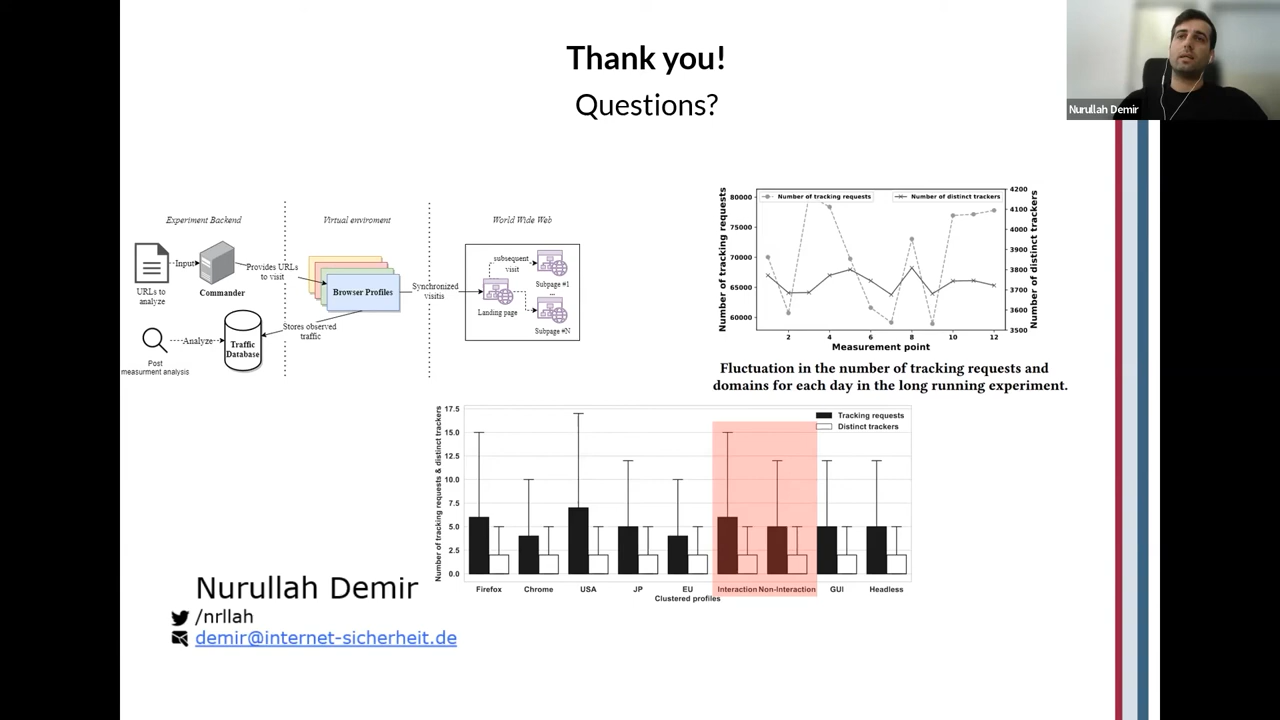 Thank you!
Questions?
Nurullah Demir
Experiment Backend
Virtual enviroment
World Wide Web
Input
Provides URLs
to visit
URLs to
analyze
Commander
Browser Profiles
Synchronized
visitis
subsequent
visit
Subpage #1
...
Landing page
Subpage #N
Stores observed
traffic
Analyze
Traffic
Database
Post
measurment analysis
Number of tracking requests
Number of distinct trackers
80000
75000
70000
65000
60000
Number of tracking requests
4200
4100
4000
3900
3800
3700
3600
3500
Number of distinct trackers
2
4
6
8
10
12
Measurement point
Fluctuation in the number of tracking requests and
domains for each day in the long running experiment.
Number of tracking requests & distinct trackers
17.5
15.0
12.5
10.0
7.5
5.0
2.5
0.0
Tracking requests
Distinct trackers
Firefox
Chrome
USA
JP
EU
Interaction
Non-Interaction
GUI
Headless
Clustered profiles
Nurullah Demir
/nrllah
demir@internet-sicherheit.de